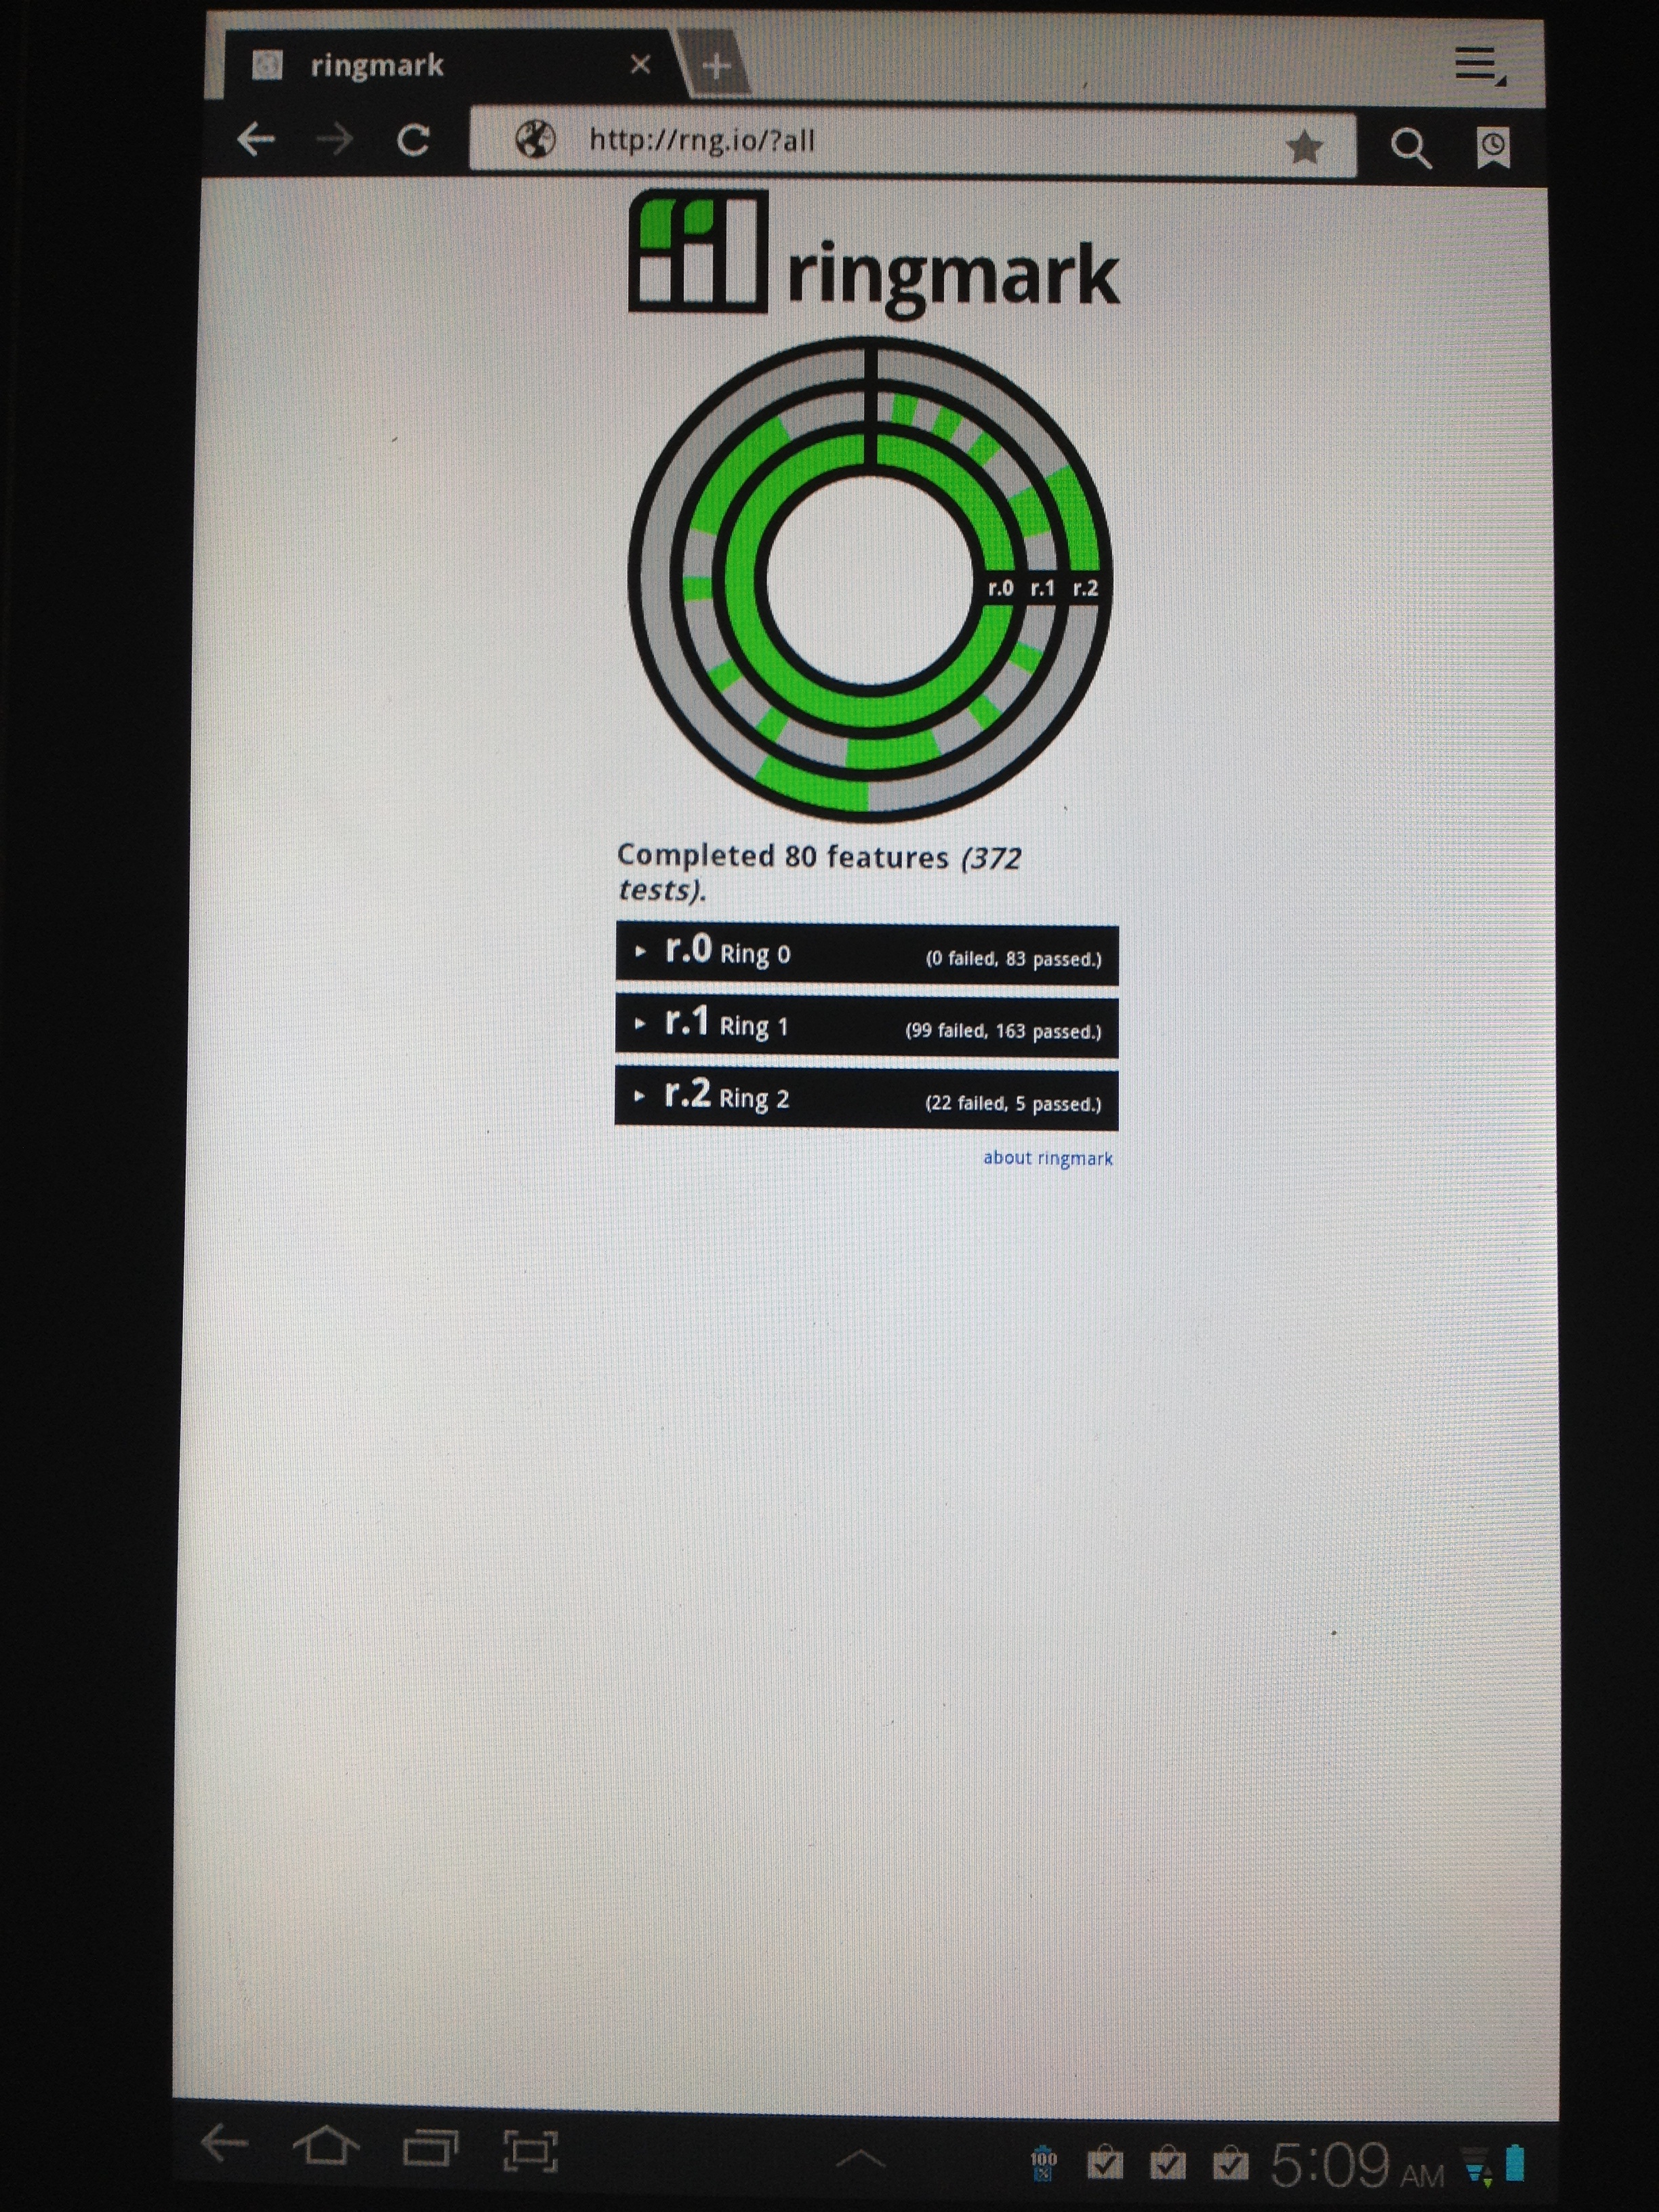 ringmark
http://rng.io/?all
ringmark
r.0 r.1 r.2
Completed 80 features (372
tests).
r.0 Ring 0 (0 failed, 83 passed.)
r.1 Ring 1 (99 failed, 163 passed.)
r.2 Ring 2 (22 failed, 5 passed.)
about ringmark
100
%
5:09 AM